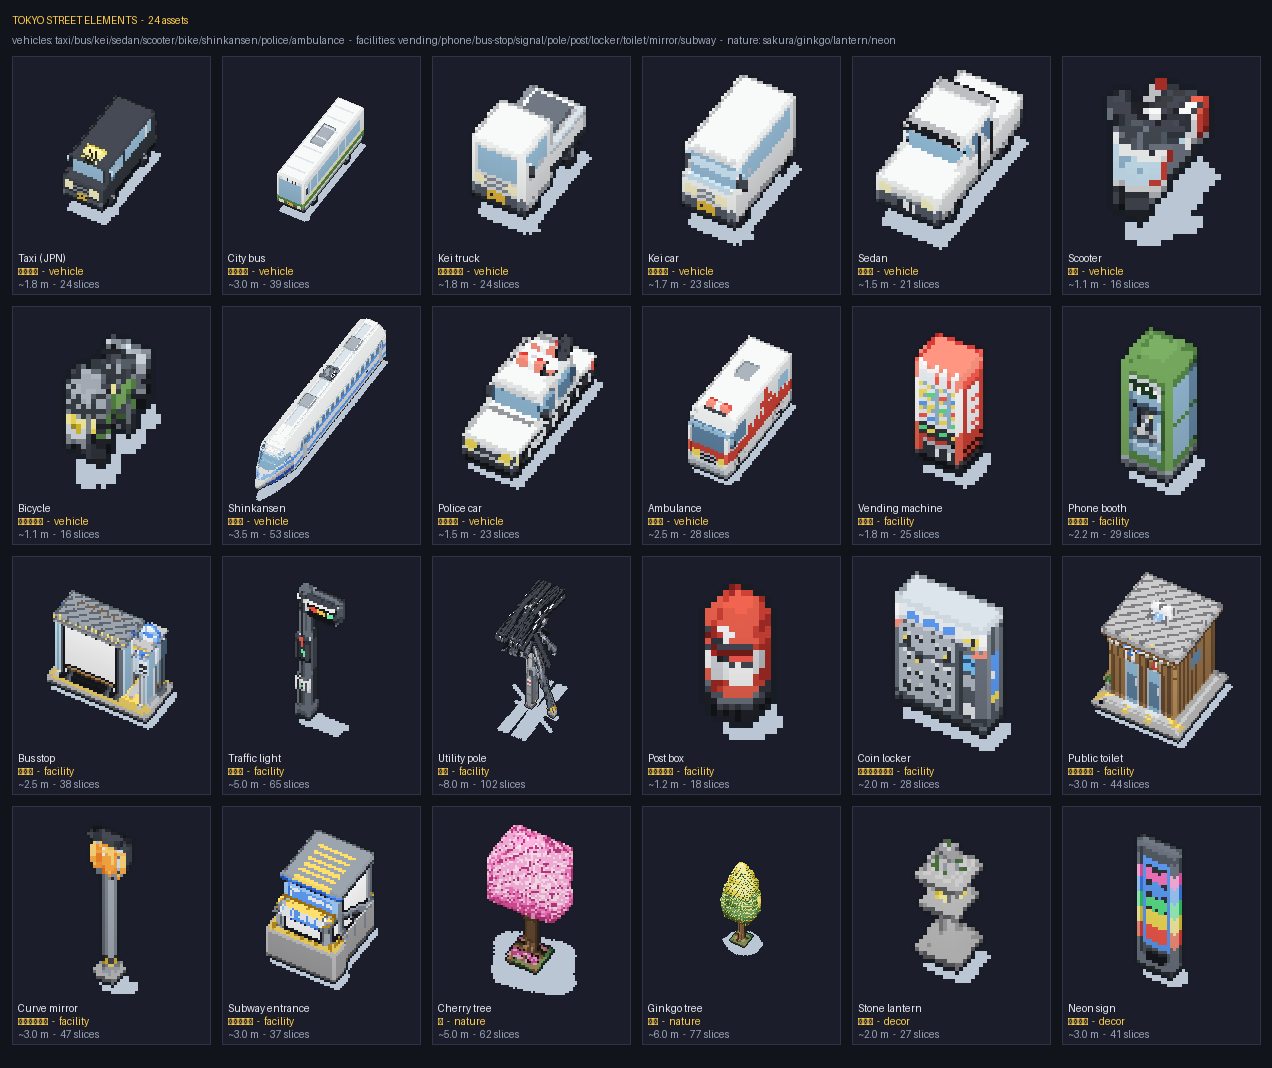 TOKYO STREET ELEMENTS - 24 assets
vehicles: taxi/bus/kei/sedan/scooter/bike/shinkansen/police/ambulance - facilities: vending/phone/bus-stop/signal/pole/post/locker/toilet/mirror/subway - nature: sakura/ginkgo/lantern/neon
Taxi (JPN)
- vehicle
~1.8 m - 24 slices
City bus
- vehicle
~3.0 m - 39 slices
Kei truck
- vehicle
~1.8 m - 24 slices
Kei car
- vehicle
~1.7 m - 23 slices
Sedan
- vehicle
~1.5 m - 21 slices
Scooter
- vehicle
~1.1 m - 16 slices
Bicycle
- vehicle
~1.1 m - 16 slices
Shinkansen
- vehicle
~3.5 m - 53 slices
Police car
- vehicle
~1.5 m - 23 slices
Ambulance
- vehicle
~2.5 m - 28 slices
Vending machine
- facility
~1.8 m - 25 slices
Phone booth
- facility
~2.2 m - 29 slices
Bus stop
- facility
~2.5 m - 38 slices
Traffic light
- facility
~5.0 m - 65 slices
Utility pole
- facility
~8.0 m - 102 slices
Post box
- facility
~1.2 m - 18 slices
Coin locker
- facility
~2.0 m - 28 slices
Public toilet
- facility
~3.0 m - 44 slices
Curve mirror
- facility
~3.0 m - 47 slices
Subway entrance
- facility
~3.0 m - 37 slices
Cherry tree
- nature
~5.0 m - 62 slices
Ginkgo tree
- nature
~6.0 m - 77 slices
Stone lantern
- decor
~2.0 m - 27 slices
Neon sign
- decor
~3.0 m - 41 slices